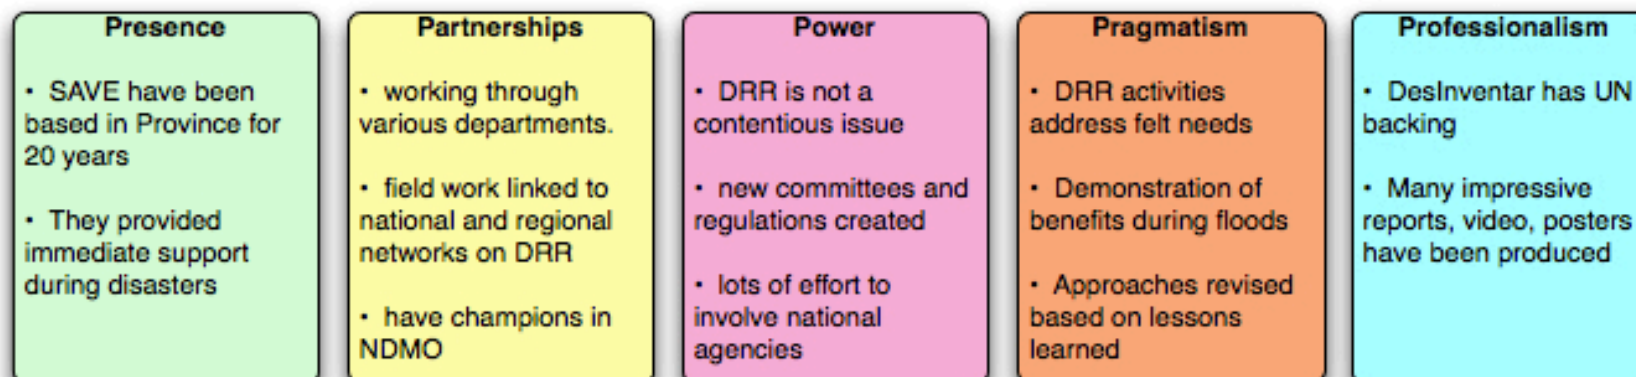 Presence
• SAVE have been
based in Province for
20 years
• They provided
immediate support
during disasters
Partnerships
• working through
various departments.
• field work linked to
national and regional
networks on DRR
• have champions in
NDMO
Power
• DRR is not a
contentious issue
• new committees and
regulations created
• lots of effort to
involve national
agencies
Pragmatism
• DRR activities
address felt needs
• Demonstration of
benefits during floods
• Approaches revised
based on lessons
learned
Professionalism
• DesInventar has UN
backing
• Many impressive
reports, video, posters
have been produced